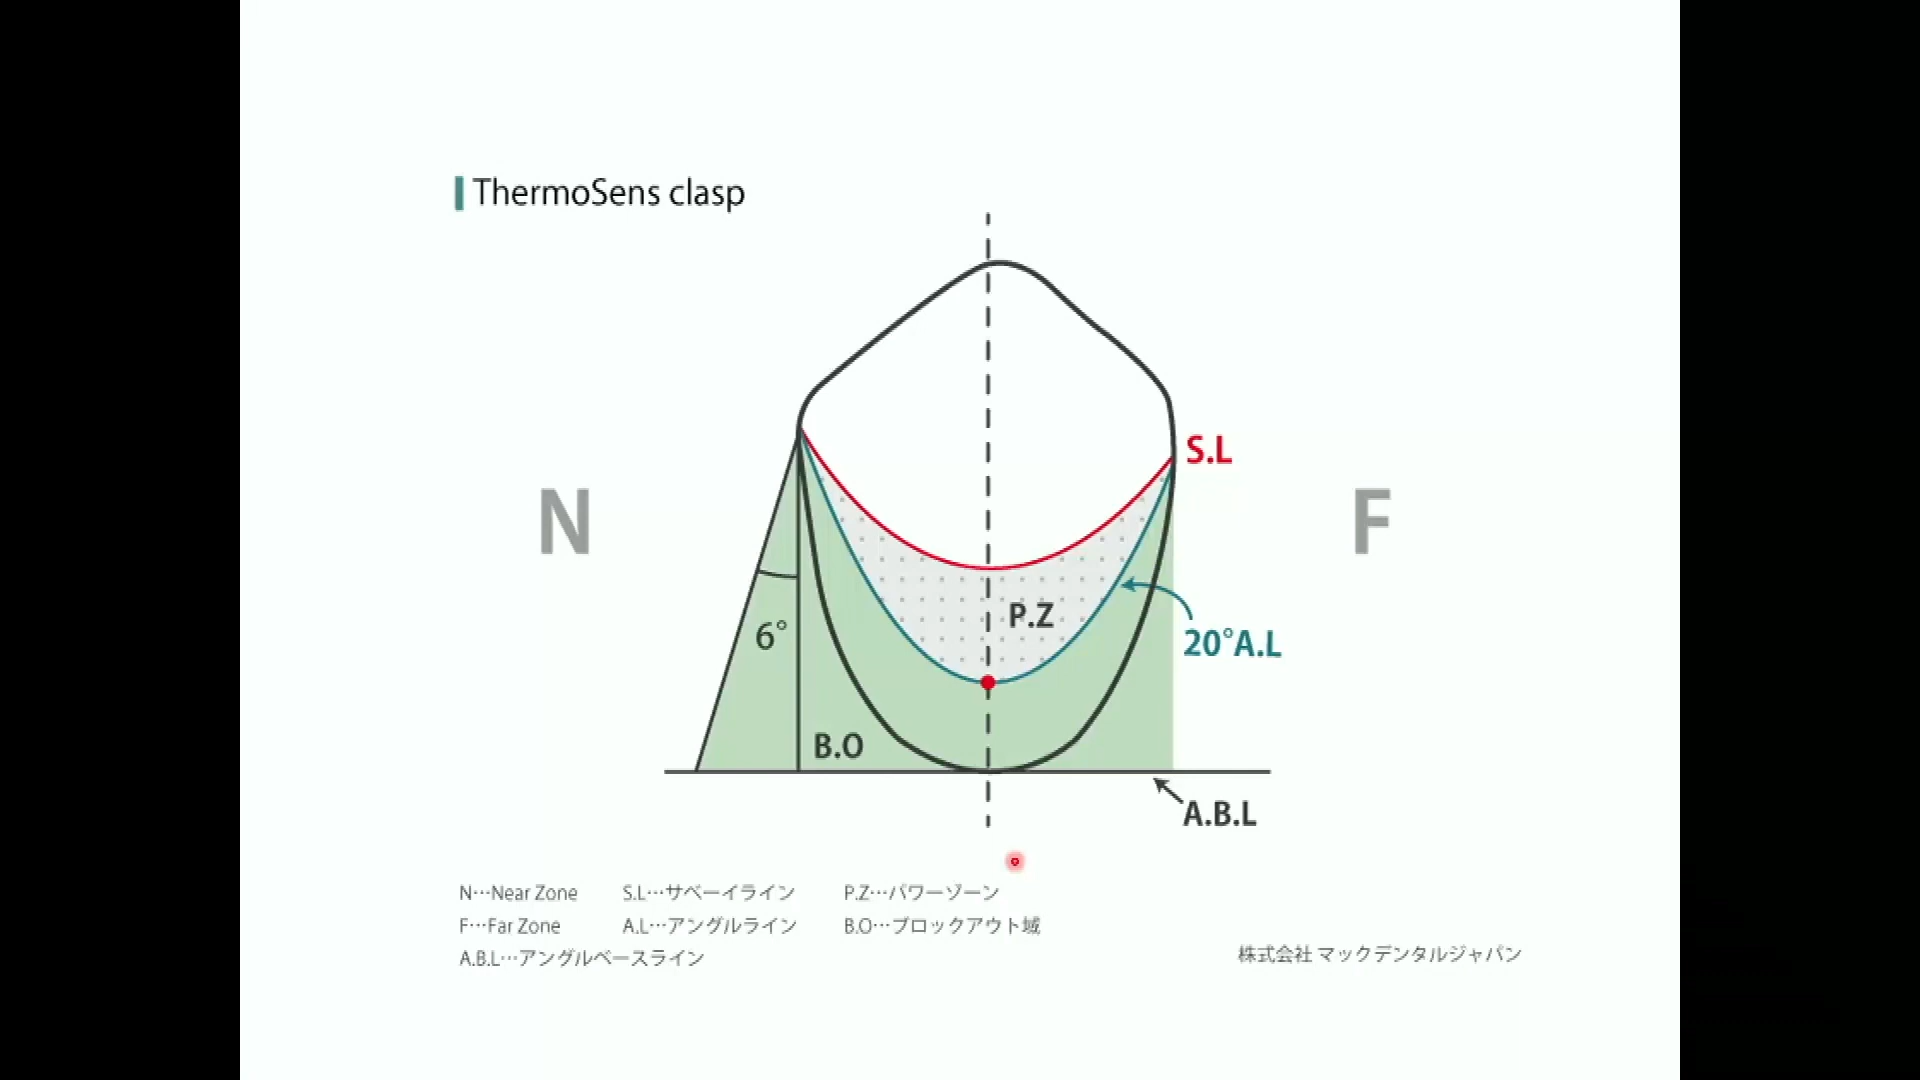 ThermoSens clasp
S.L
N
F
P.Z
6°
20°A.L
B.O
A.B.L
N…Near Zone
S.L…サベーイライン
P.Z…パワーゾーン
F…Far Zone
A.L…アングルライン
B.O…ブロックアウト域
A.B.L…アングルベースライン
株式会社 マックデンタルジャパン